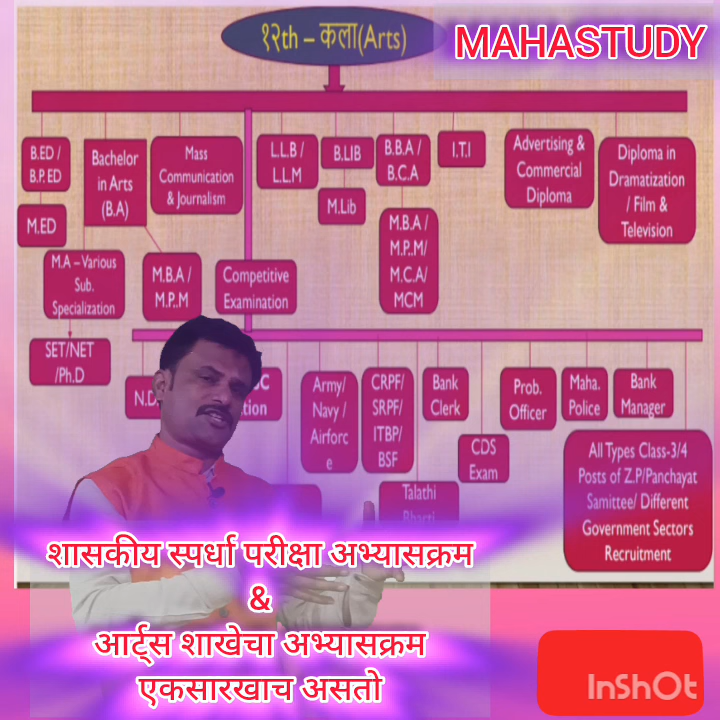 १२th – कला(Arts)
MAHASTUDY
B.ED /
B.P.ED
M.ED
Bachelor
in Arts
(B.A)
Mass
Communication
& Journalism
L.L.B /
L.L.M
B.LIB
M.Lib
B.B.A /
B.C.A
M.B.A /
M.P.M/
M.C.A/
MCM
I.T.I
Advertising &
Commercial
Diploma
Diploma in
Dramatization
/ Film &
Television
M.A – Various
Sub.
Specialization
M.B.A /
M.P.M
Competitive
Examination
SET/NET
/Ph.D
Army/
Navy /
Airforc
e
CRPF/
SRPF/
ITBP/
BSF
Bank
Clerk
CDS
Exam
Prob.
Officer
Maha.
Police
Bank
Manager
Talathi
Bharti
All Types Class-3/4
Posts of Z.P/Panchayat
Samittee/ Different
Government Sectors
Recruitment
शासकीय स्पर्धा परीक्षा अभ्यासक्रम
&
आर्ट्स शाखेचा अभ्यासक्रम
एकसारखाच असतो
InShOt